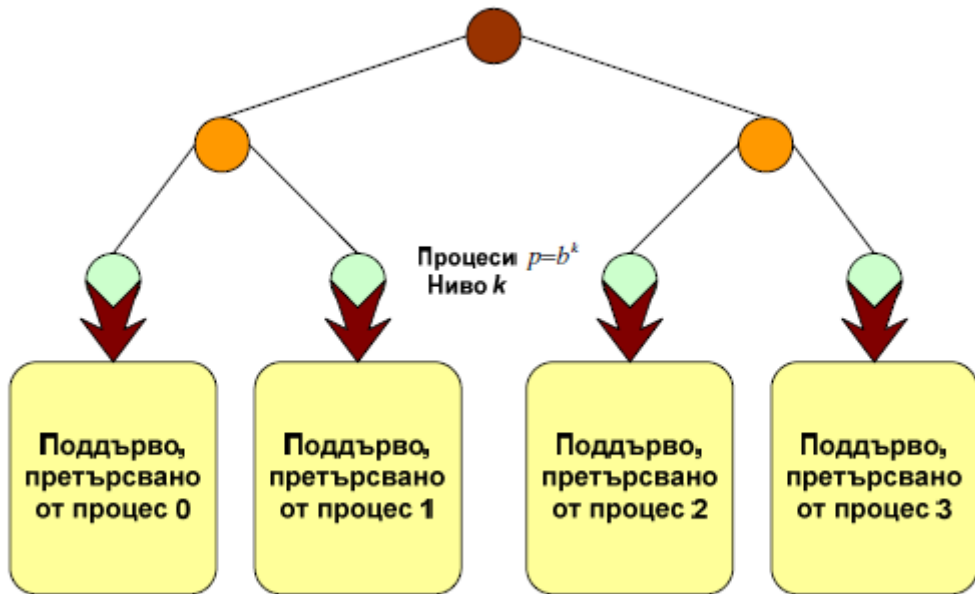 Процеси p=b^k
Ниво k
Поддърво,
претърсвано
от процес 0
Поддърво,
претърсвано
от процес 1
Поддърво,
претърсвано
от процес 2
Поддърво,
претърсвано
от процес 3